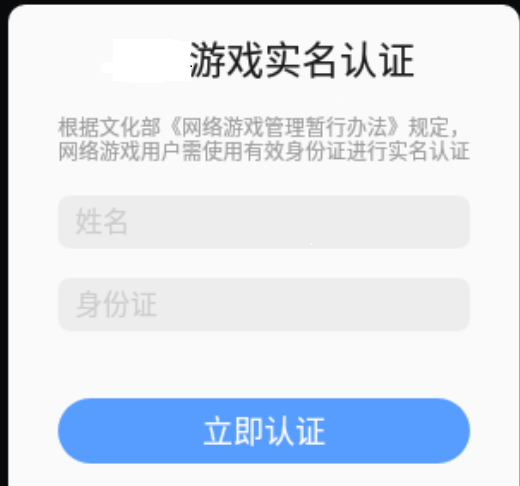 游戏实名认证
根据文化部《网络游戏管理暂行办法》规定，
网络游戏用户需使用有效身份证进行实名认证
姓名
身份证
立即认证